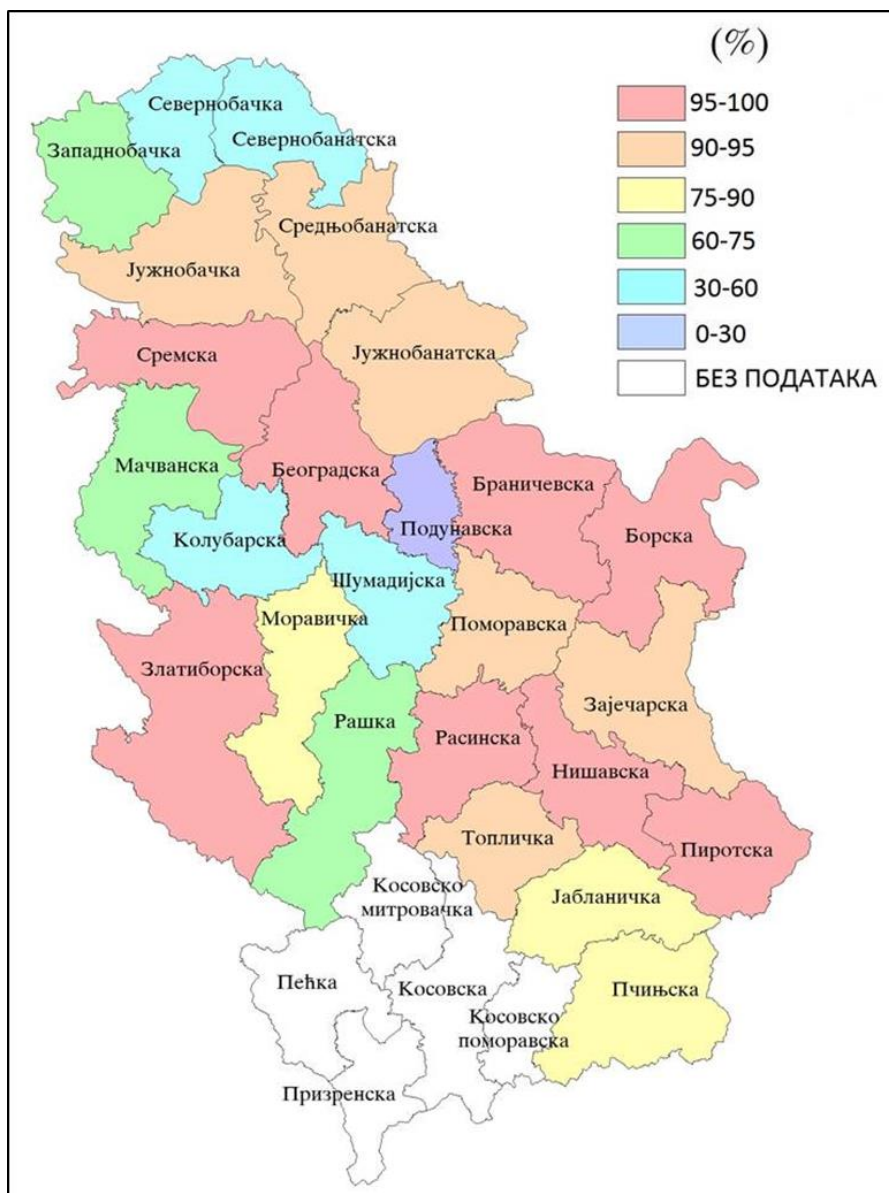 (%)
95-100
90-95
75-90
60-75
30-60
0-30
БЕЗ ПОДАТАКА
Севернобачка
Севернобанатска
Западнобачка
Средњобанатска
Јужнобачка
Сремска
Јужнобанатска
Мачванска
Београдска
Браничевска
Подунавска
Борска
Колубарска
Шумадијска
Моравичка
Поморавска
Златиборска
Зајечарска
Рашка
Расинска
Нишавска
Топличка
Пиротска
Косовско
митровачка
Јабланичка
Пећка
Косовска
Пчињска
Косовско
поморавска
Призренска